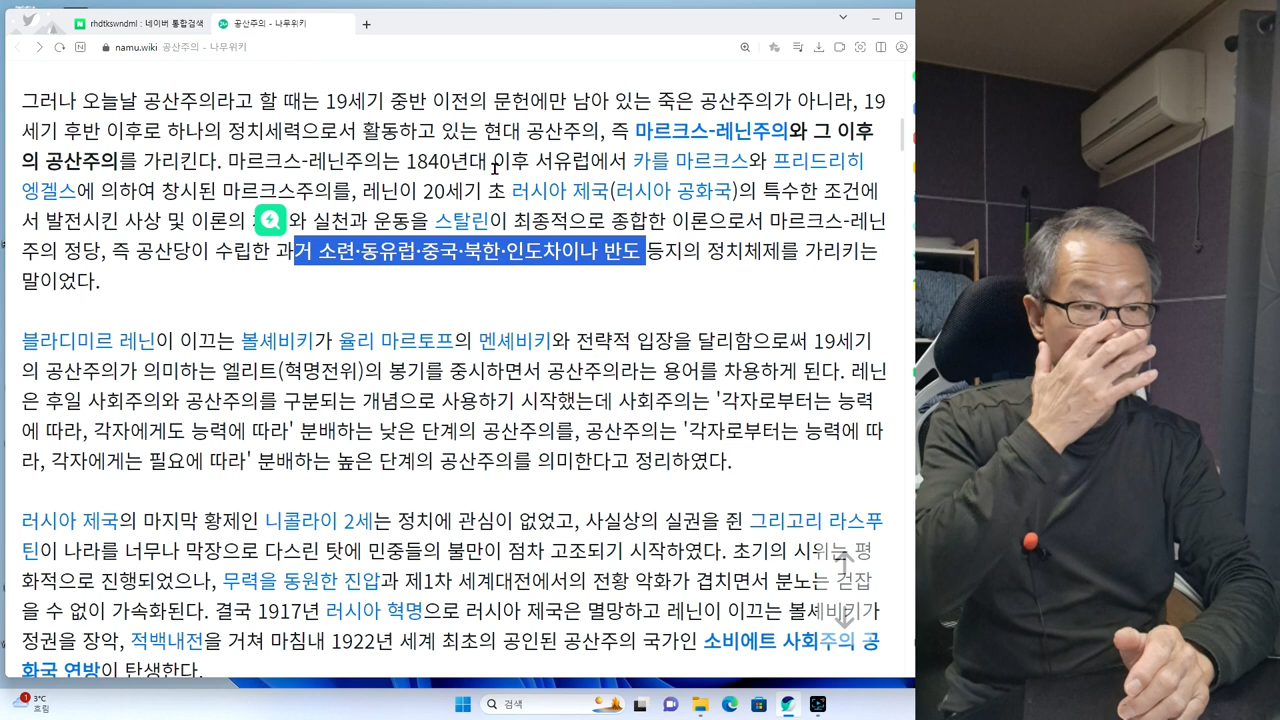 rhdtkswndml : 네이버 통합검색
공산주의 - 나무위키
namu.wiki 공산주의 - 나무위키
그러나 오늘날 공산주의라고 할 때는 19세기 중반 이전의 문헌에만 남아 있는 죽은 공산주의가 아니라, 19
세기 후반 이후로 하나의 정치세력으로서 활동하고 있는 현대 공산주의, 즉 마르크스-레닌주의와 그 이후
의 공산주의를 가리킨다. 마르크스-레닌주의는 1840년대 이후 서유럽에서 카를 마르크스와 프리드리히
엥겔스에 의하여 창시된 마르크스주의를, 레닌이 20세기 초 러시아 제국(러시아 공화국)의 특수한 조건에
서 발전시킨 사상 및 이론의 와 실천과 운동을 스탈린이 최종적으로 종합한 이론으로서 마르크스-레닌
주의 정당, 즉 공산당이 수립한 과거 소련·동유럽·중국·북한·인도차이나 반도 등지의 정치체제를 가리키는
말이었다.
블라디미르 레닌이 이끄는 볼셰비키가 율리 마르토프의 멘셰비키와 전략적 입장을 달리함으로써 19세기
의 공산주의가 의미하는 엘리트(혁명전위)의 봉기를 중시하면서 공산주의라는 용어를 차용하게 된다. 레닌
은 후일 사회주의와 공산주의를 구분되는 개념으로 사용하기 시작했는데 사회주의는 '각자로부터는 능력
에 따라, 각자에게도 능력에 따라' 분배하는 낮은 단계의 공산주의를, 공산주의는 '각자로부터는 능력에 따
라, 각자에게는 필요에 따라' 분배하는 높은 단계의 공산주의를 의미한다고 정리하였다.
러시아 제국의 마지막 황제인 니콜라이 2세는 정치에 관심이 없었고, 사실상의 실권을 쥔 그리고리 라스푸
틴이 나라를 너무나 막장으로 다스린 탓에 민중들의 불만이 점차 고조되기 시작하였다. 초기의 시위는 평
화적으로 진행되었으나, 무력을 동원한 진압과 제1차 세계대전에서의 전황 악화가 겹치면서 분노는 걷잡
을 수 없이 가속화된다. 결국 1917년 러시아 혁명으로 러시아 제국은 멸망하고 레닌이 이끄는 볼셰비키가
정권을 장악, 적백내전을 거쳐 마침내 1922년 세계 최초의 공인된 공산주의 국가인 소비에트 사회주의 공
화국 연방이 탄생한다.
1
3°C
흐림
검색